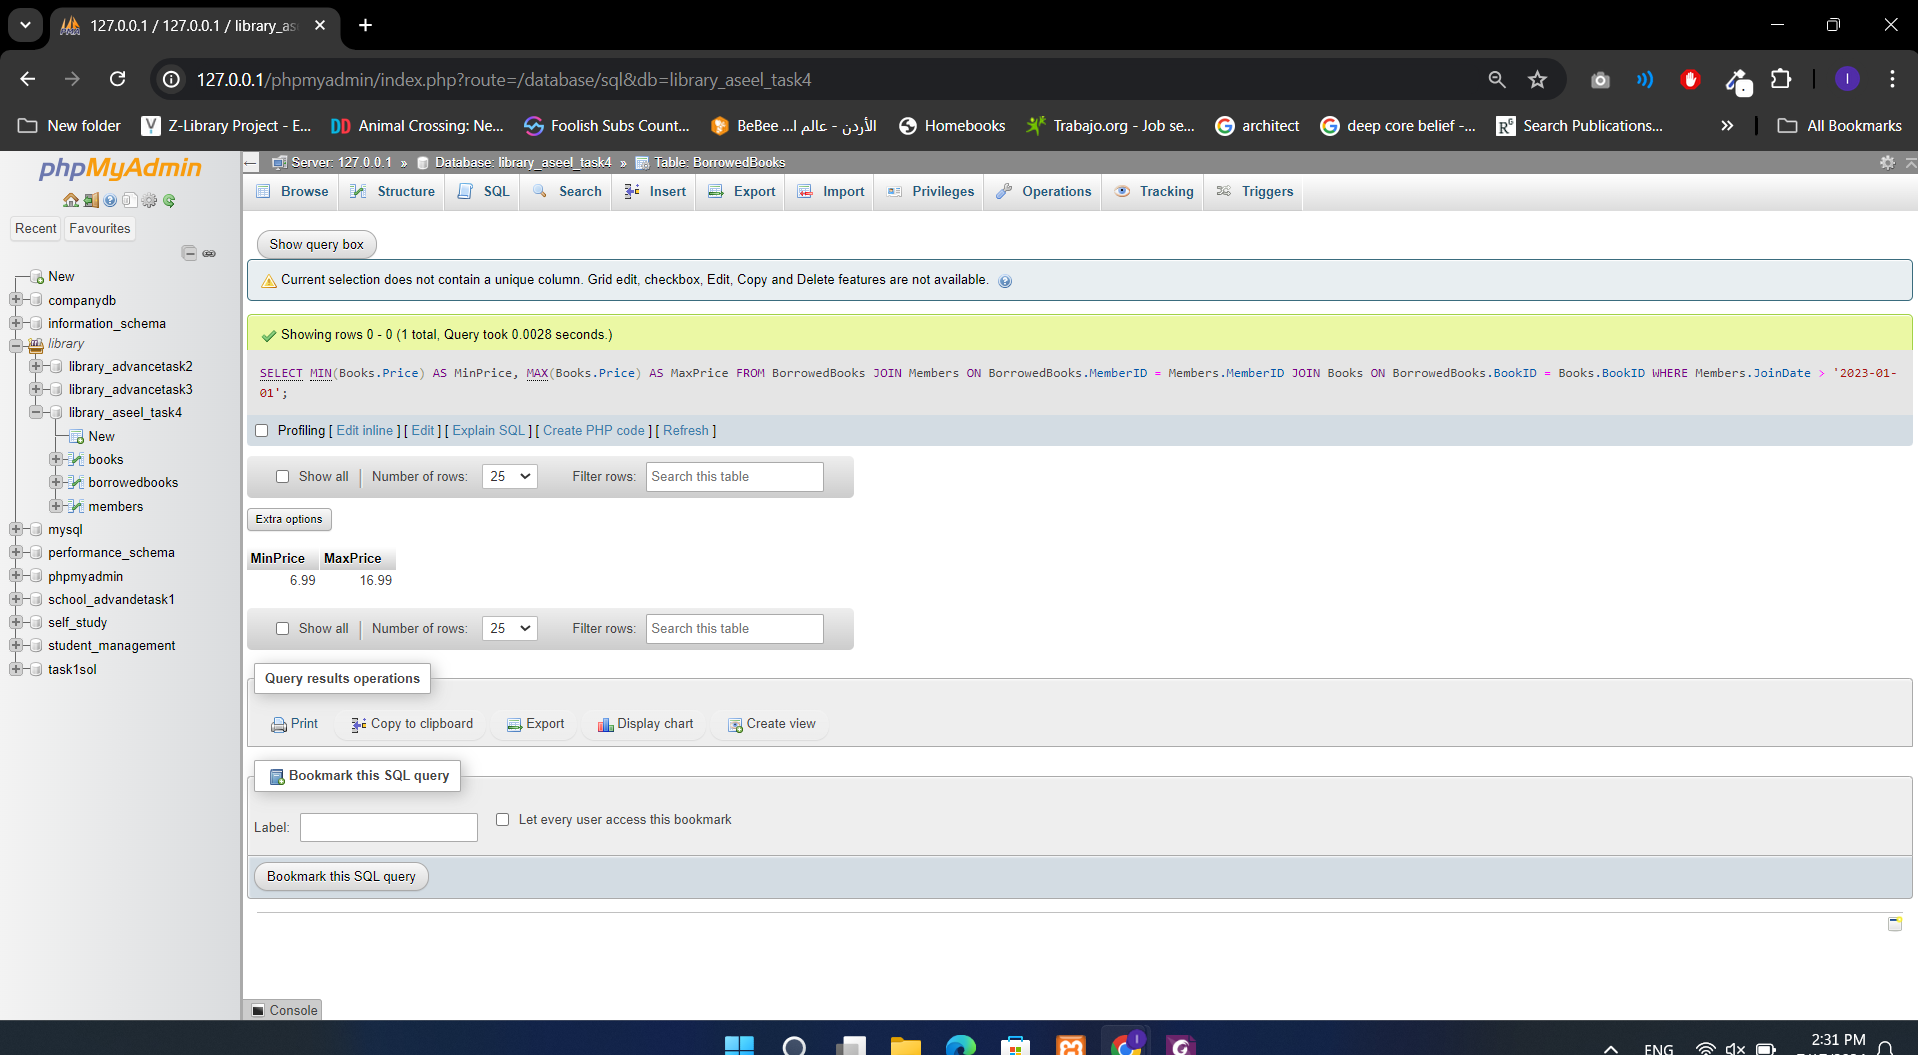 127.0.0.1 / 127.0.0.1 / library_as
127.0.0.1/phpmyadmin/index.php?route=/database/sql&db=library_aseel_task4
I
New folder
Z-Library Project - E...
Animal Crossing: Ne...
Foolish Subs Count...
BeBee ...الأردن - عالم ا
Homebooks
Trabajo.org - Job se...
architect
deep core belief -...
Search Publications...
All Bookmarks
phpMyAdmin
Recent
Favourites
New
companydb
information_schema
library
library_advancetask2
library_advancetask3
library_aseel_task4
New
books
borrowedbooks
members
mysql
performance_schema
phpmyadmin
school_advandetask1
self_study
student_management
task1sol
Server: 127.0.0.1 » Database: library_aseel_task4 » Table: BorrowedBooks
Browse Structure SQL Search Insert Export Import Privileges Operations Tracking Triggers
Show query box
Current selection does not contain a unique column. Grid edit, checkbox, Edit, Copy and Delete features are not available.
Showing rows 0 - 0 (1 total, Query took 0.0028 seconds.)
SELECT MIN(Books.Price) AS MinPrice, MAX(Books.Price) AS MaxPrice FROM BorrowedBooks JOIN Members ON BorrowedBooks.MemberID = Members.MemberID JOIN Books ON BorrowedBooks.BookID = Books.BookID WHERE Members.JoinDate > '2023-01-
01';
Profiling [ Edit inline ] [ Edit ] [ Explain SQL ] [ Create PHP code ] [ Refresh ]
Show all Number of rows: 25 Filter rows: Search this table
Extra options
MinPrice MaxPrice
6.99 16.99
Show all Number of rows: 25 Filter rows: Search this table
Query results operations
Print Copy to clipboard Export Display chart Create view
Bookmark this SQL query
Label:
Let every user access this bookmark
Bookmark this SQL query
Console
ENG
2:31 PM